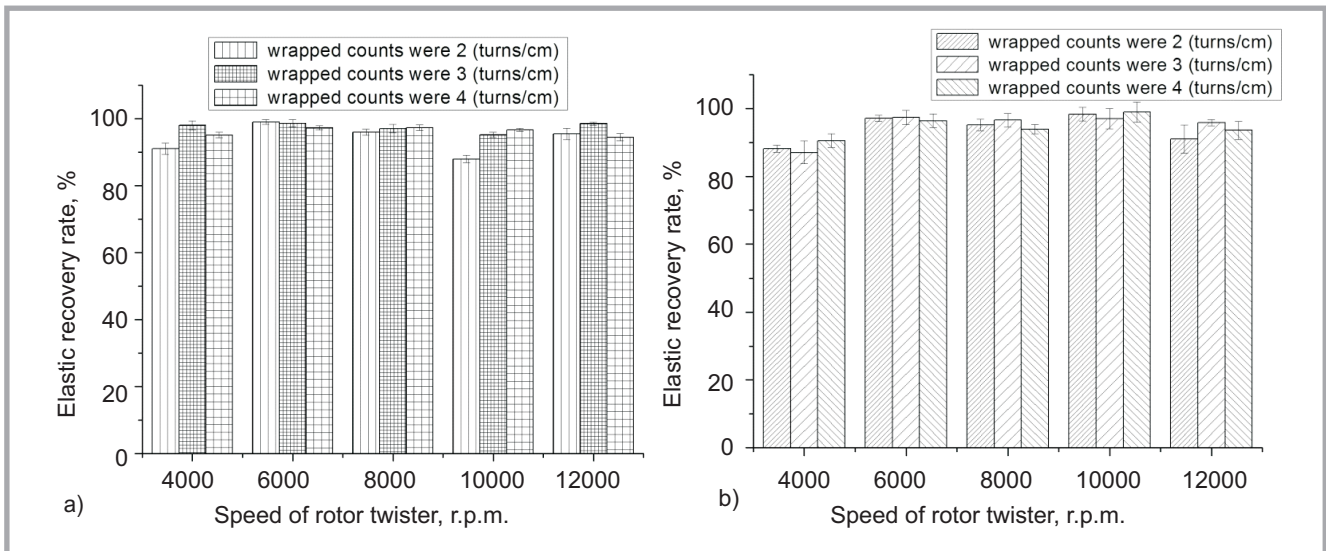 wrapped counts were 2 (turns/cm)
wrapped counts were 3 (turns/cm)
wrapped counts were 4 (turns/cm)
100
80
60
40
20
0
Elastic recovery rate, %
4000 6000 8000 10000 12000
Speed of rotor twister, r.p.m.
a)
wrapped counts were 2 (turns/cm)
wrapped counts were 3 (turns/cm)
wrapped counts were 4 (turns/cm)
100
80
60
40
20
0
Elastic recovery rate, %
4000 6000 8000 10000 12000
Speed of rotor twister, r.p.m.
b)